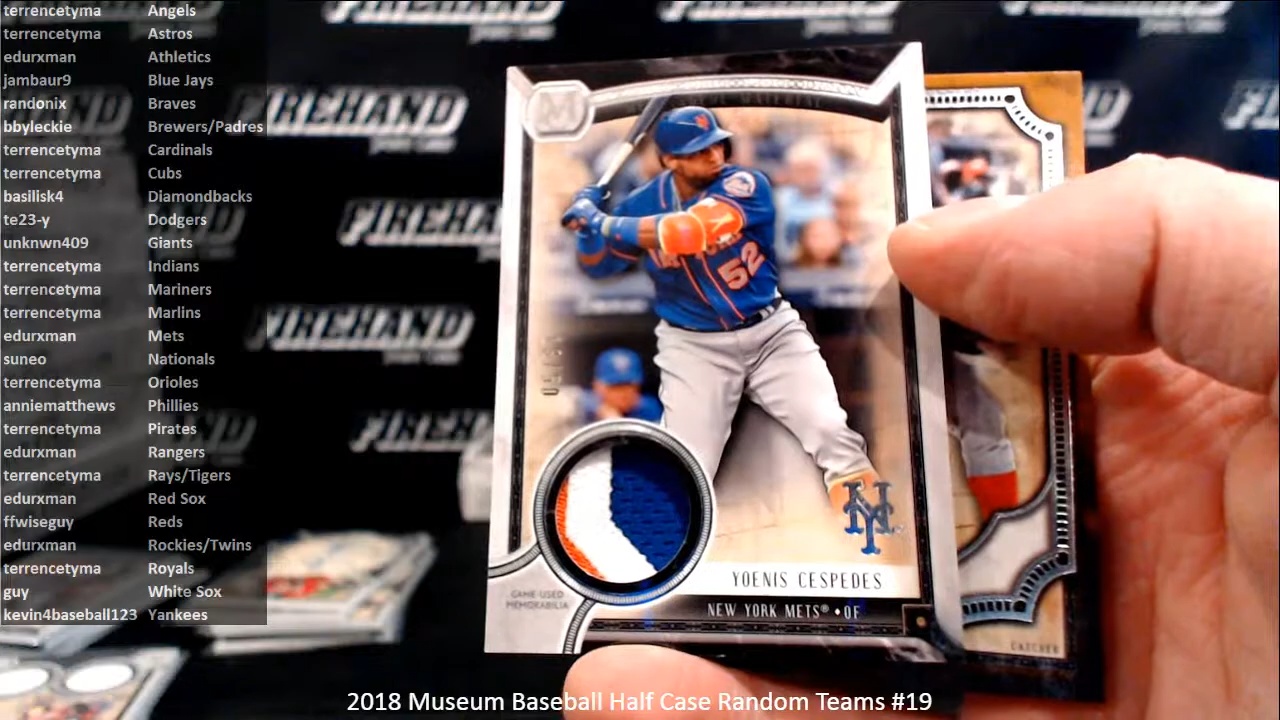 terrencetyma Angels
terrencetyma Astros
edurxman Athletics
jambaur9 Blue Jays
randonix Braves
bbyleckie Brewers/Padres
terrencetyma Cardinals
terrencetyma Cubs
basilisk4 Diamondbacks
te23-y Dodgers
unknwn409 Giants
terrencetyma Indians
terrencetyma Mariners
terrencetyma Marlins
edurxman Mets
suneo Nationals
terrencetyma Orioles
anniematthews Phillies
terrencetyma Pirates
edurxman Rangers
terrencetyma Rays/Tigers
edurxman Red Sox
ffwiseguy Reds
edurxman Rockies/Twins
terrencetyma Royals
guy White Sox
kevin4baseball123 Yankees
FIREHAND
FIREHAND
FIREHAND
FIREHAND
M
52
NY
GAME USED
MEMORABILIA
YOENIS CESPEDES
NEW YORK METS® • OF
CATCHER
2018 Museum Baseball Half Case Random Teams #19